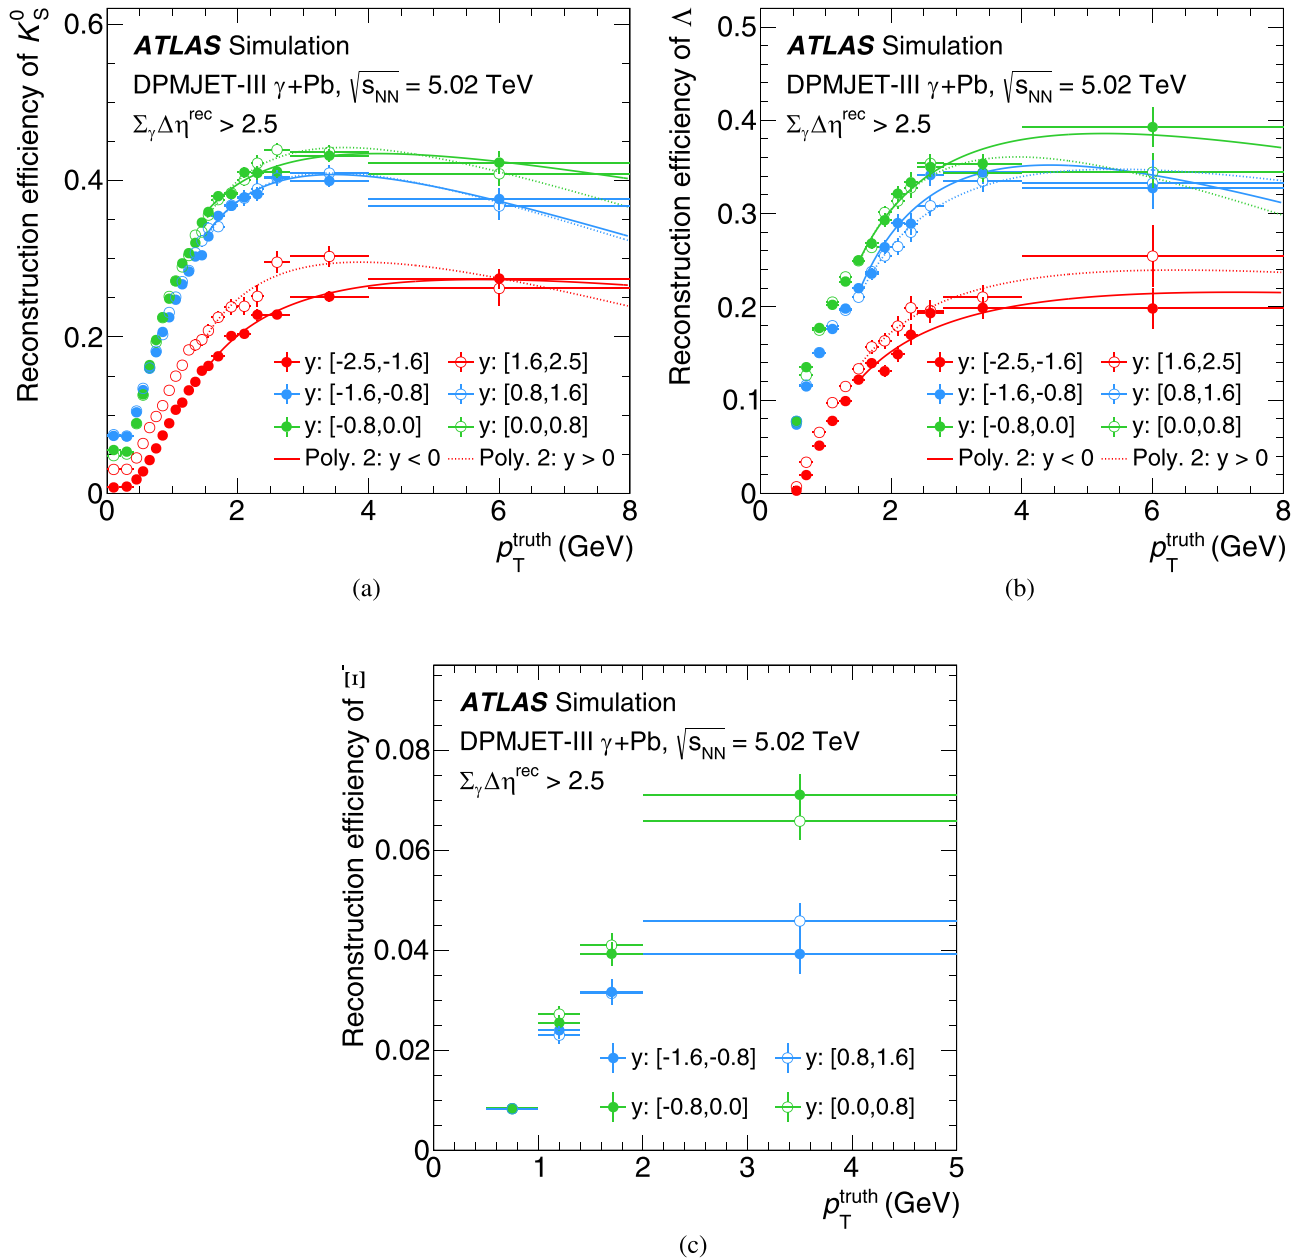 Reconstruction efficiency of K⁰S
ATLAS Simulation
DPMJET-III γ+Pb, √sNN = 5.02 TeV
ΣγΔηrec > 2.5
0.6
0.4
0.2
0
y: [-2.5,-1.6]
y: [1.6,2.5]
y: [-1.6,-0.8]
y: [0.8,1.6]
y: [-0.8,0.0]
y: [0.0,0.8]
Poly. 2: y < 0
Poly. 2: y > 0
0 2 4 6 8
pTtruth (GeV)
(a)
Reconstruction efficiency of Λ
ATLAS Simulation
DPMJET-III γ+Pb, √sNN = 5.02 TeV
ΣγΔηrec > 2.5
0.5
0.4
0.3
0.2
0.1
0
y: [-2.5,-1.6]
y: [1.6,2.5]
y: [-1.6,-0.8]
y: [0.8,1.6]
y: [-0.8,0.0]
y: [0.0,0.8]
Poly. 2: y < 0
Poly. 2: y > 0
0 2 4 6 8
pTtruth (GeV)
(b)
Reconstruction efficiency of Ξ⁻
ATLAS Simulation
DPMJET-III γ+Pb, √sNN = 5.02 TeV
ΣγΔηrec > 2.5
0.08
0.06
0.04
0.02
0
y: [-1.6,-0.8]
y: [0.8,1.6]
y: [-0.8,0.0]
y: [0.0,0.8]
0 1 2 3 4 5
pTtruth (GeV)
(c)